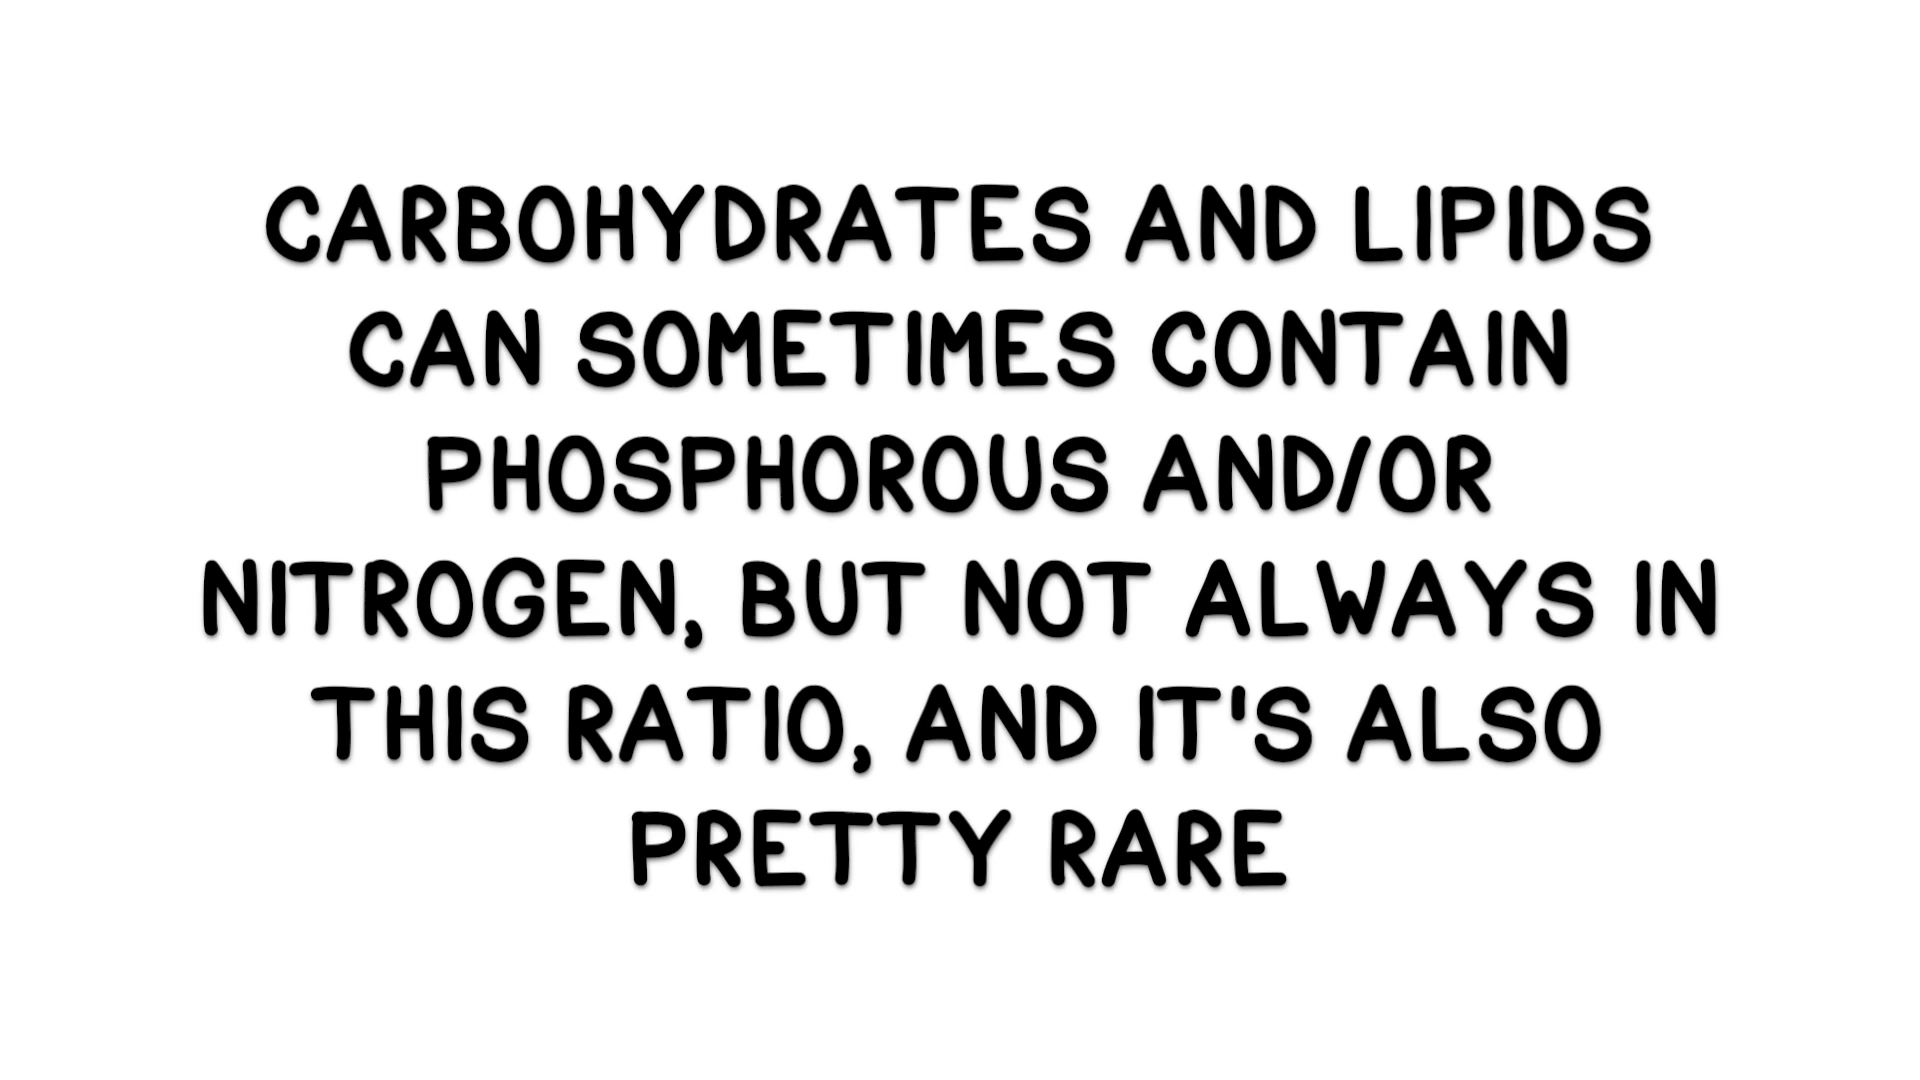 CARBOHYDRATES AND LIPIDS
CAN SOMETIMES CONTAIN
PHOSPHOROUS AND/OR
NITROGEN, BUT NOT ALWAYS IN
THIS RATIO, AND IT'S ALSO
PRETTY RARE